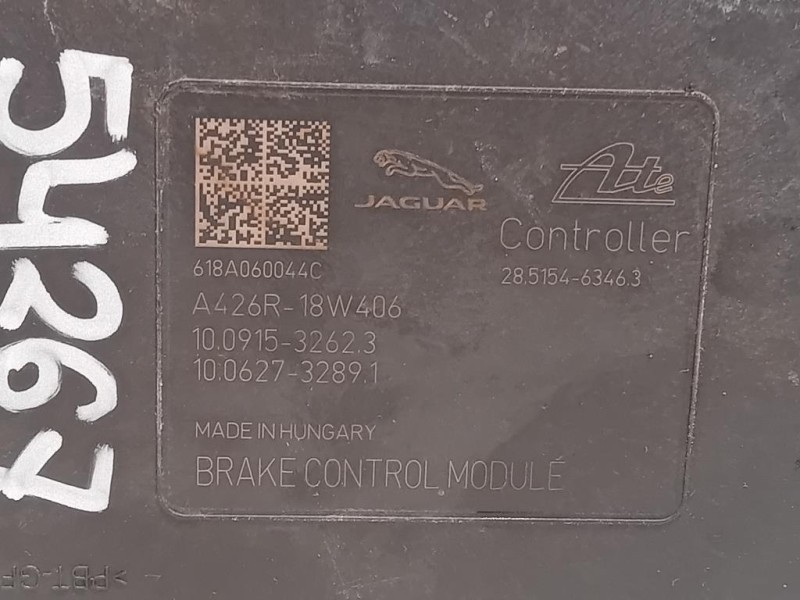 54267
JAGUAR
Ate
Controller
28.5154-6346.3
618A060044C
A426R-18W406
10.0915-3262.3
10.0627-3289.1
MADE IN HUNGARY
BRAKE CONTROL MODULE